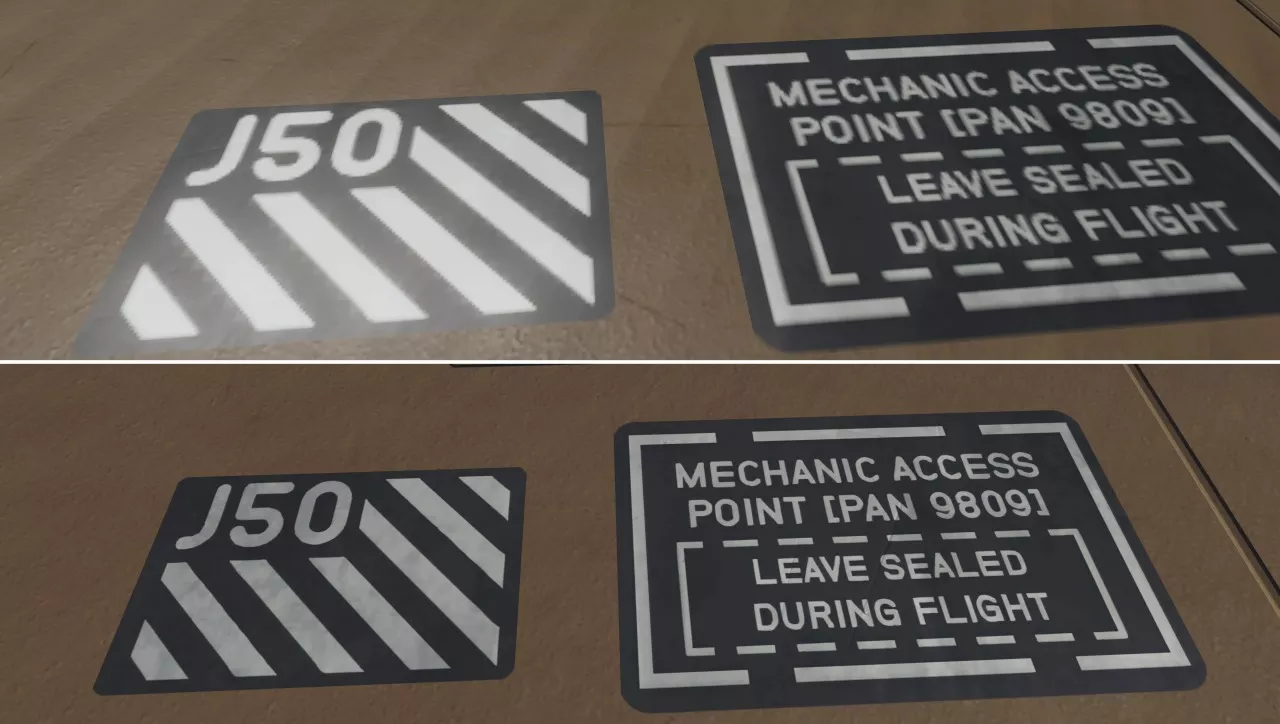 J50
MECHANIC ACCESS
POINT [PAN 9809]
LEAVE SEALED
DURING FLIGHT
J50
MECHANIC ACCESS
POINT [PAN 9809]
LEAVE SEALED
DURING FLIGHT